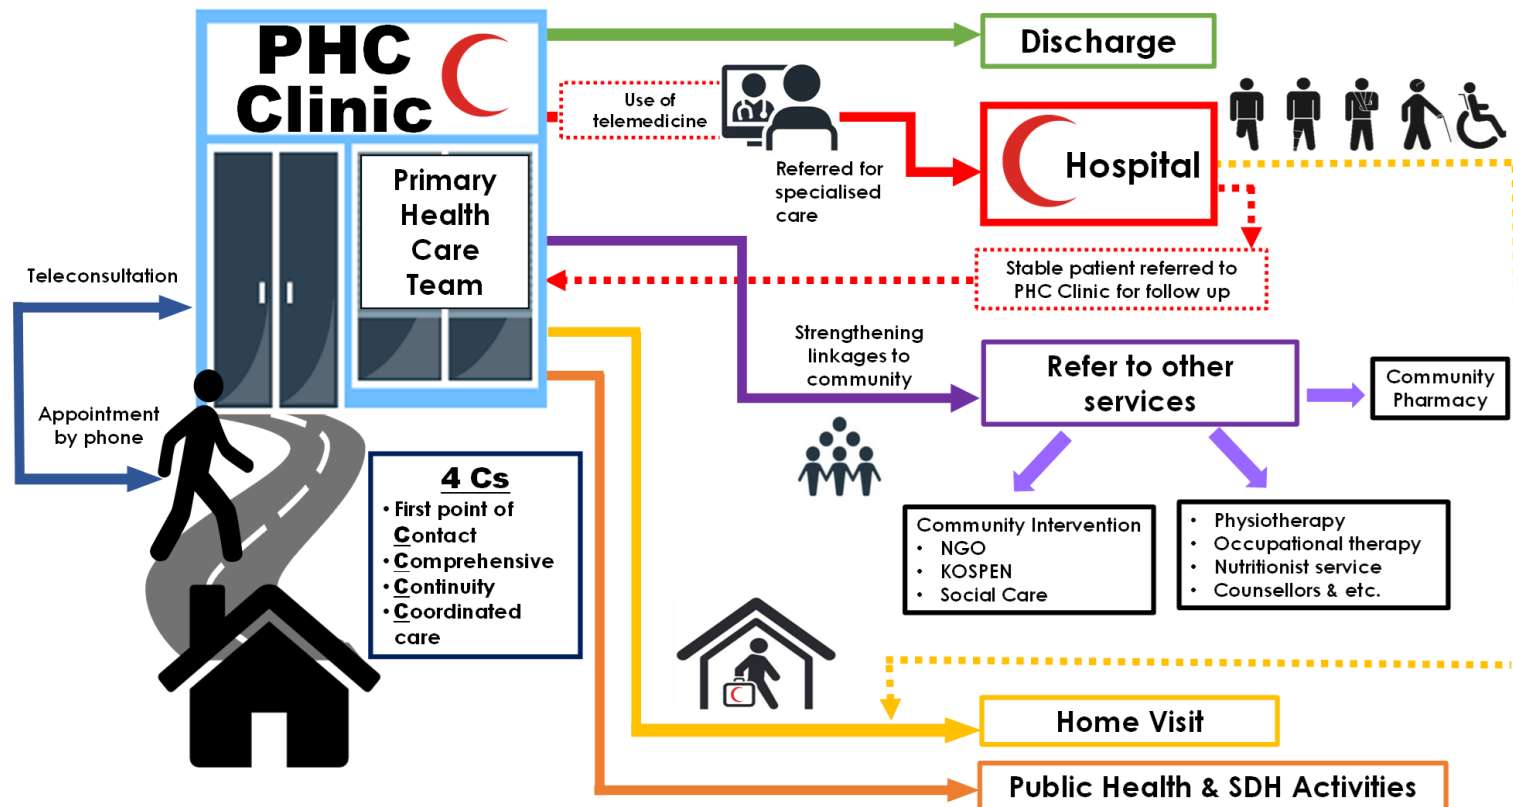 PHC
Clinic
Primary
Health
Care
Team
Discharge
Use of
telemedicine
Referred for
specialised
care
Hospital
Stable patient referred to
PHC Clinic for follow up
Teleconsultation
Appointment
by phone
Strengthening
linkages to
community
Refer to other
services
Community
Pharmacy
4 Cs
• First point of
Contact
• Comprehensive
• Continuity
• Coordinated
care
Community Intervention
• NGO
• KOSPEN
• Social Care
• Physiotherapy
• Occupational therapy
• Nutritionist service
• Counsellors & etc.
Home Visit
Public Health & SDH Activities